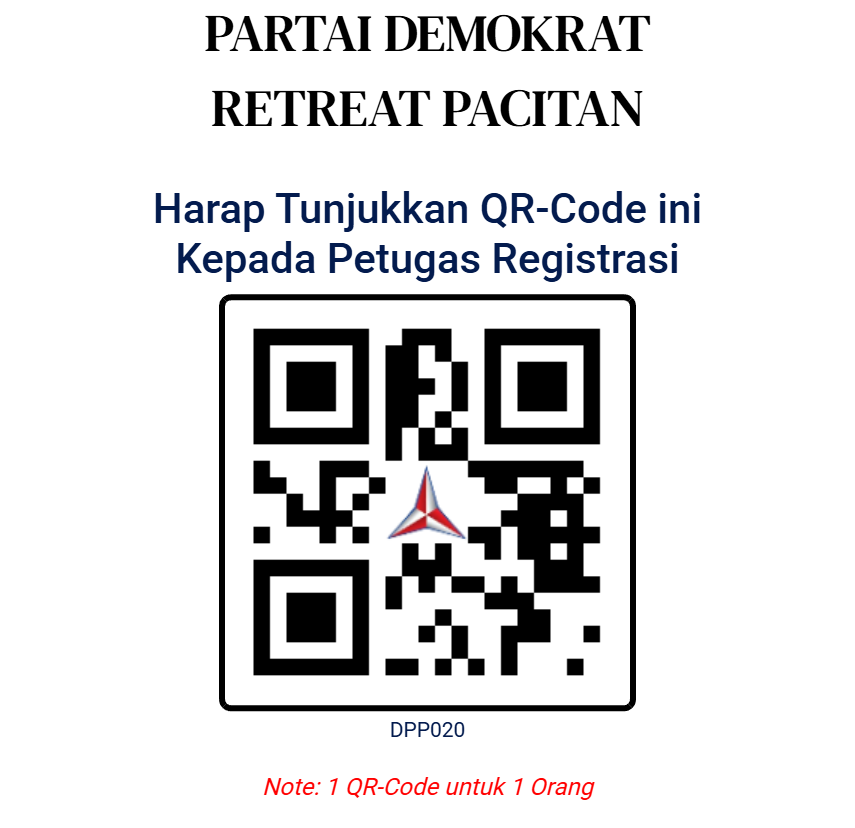 PARTAI DEMOKRAT
RETREAT PACITAN
Harap Tunjukkan QR-Code ini
Kepada Petugas Registrasi
DPP020
Note: 1 QR-Code untuk 1 Orang